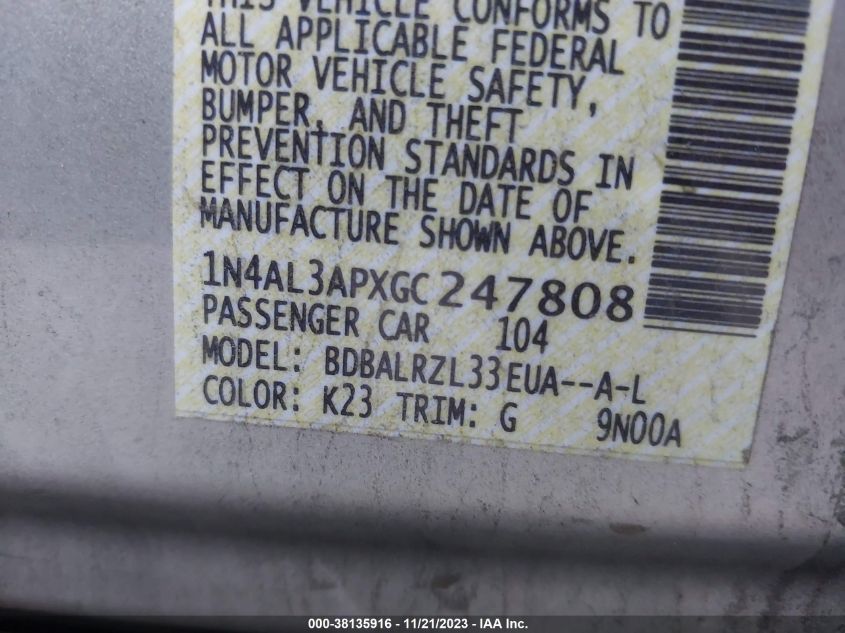 THIS VEHICLE CONFORMS TO
ALL APPLICABLE FEDERAL
MOTOR VEHICLE SAFETY,
BUMPER, AND THEFT
PREVENTION STANDARDS IN
EFFECT ON THE DATE OF
MANUFACTURE SHOWN ABOVE.
1N4AL3APXGC247808
PASSENGER CAR 104
MODEL: BDBALRZL33EUA--A-L
COLOR: K23 TRIM: G 9N00A
000-38135916 - 11/21/2023 - IAA Inc.